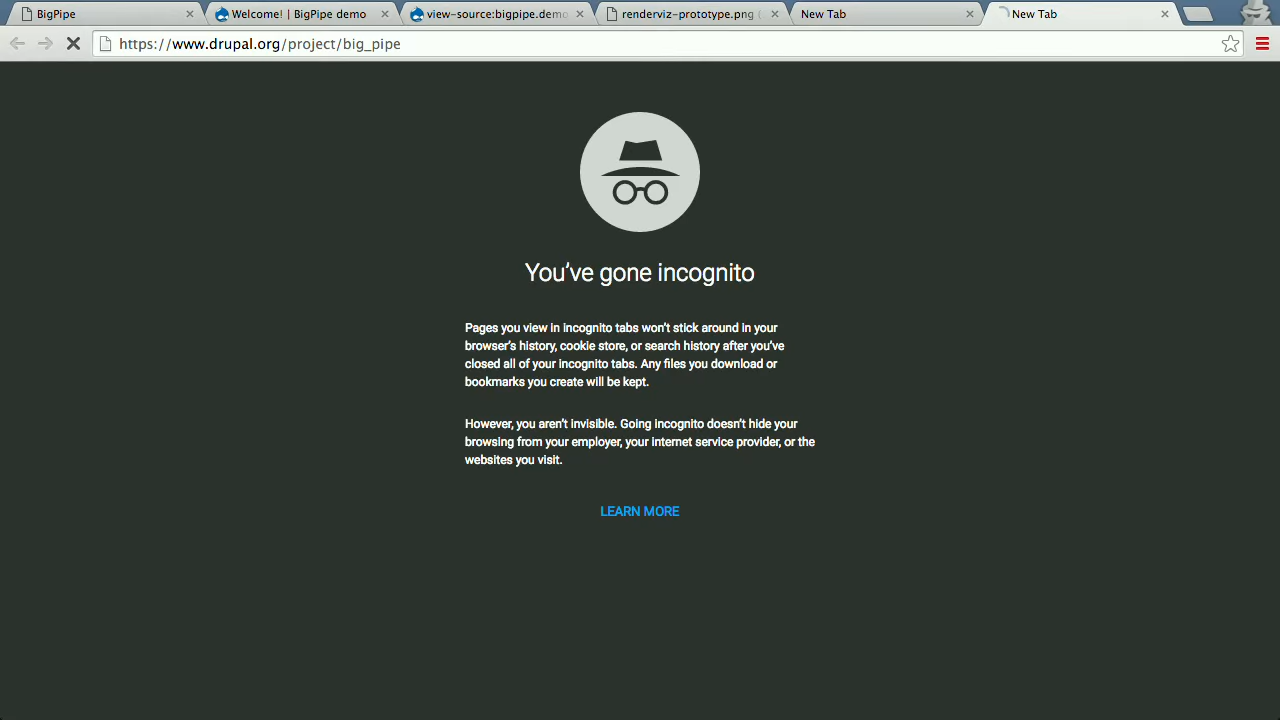 BigPipe
Welcome! | BigPipe demo
view-source:bigpipe.demo
renderviz-prototype.png (
New Tab
New Tab
https://www.drupal.org/project/big_pipe
You’ve gone incognito
Pages you view in incognito tabs won’t stick around in your
browser’s history, cookie store, or search history after you’ve
closed all of your incognito tabs. Any files you download or
bookmarks you create will be kept.
However, you aren’t invisible. Going incognito doesn’t hide your
browsing from your employer, your internet service provider, or the
websites you visit.
LEARN MORE